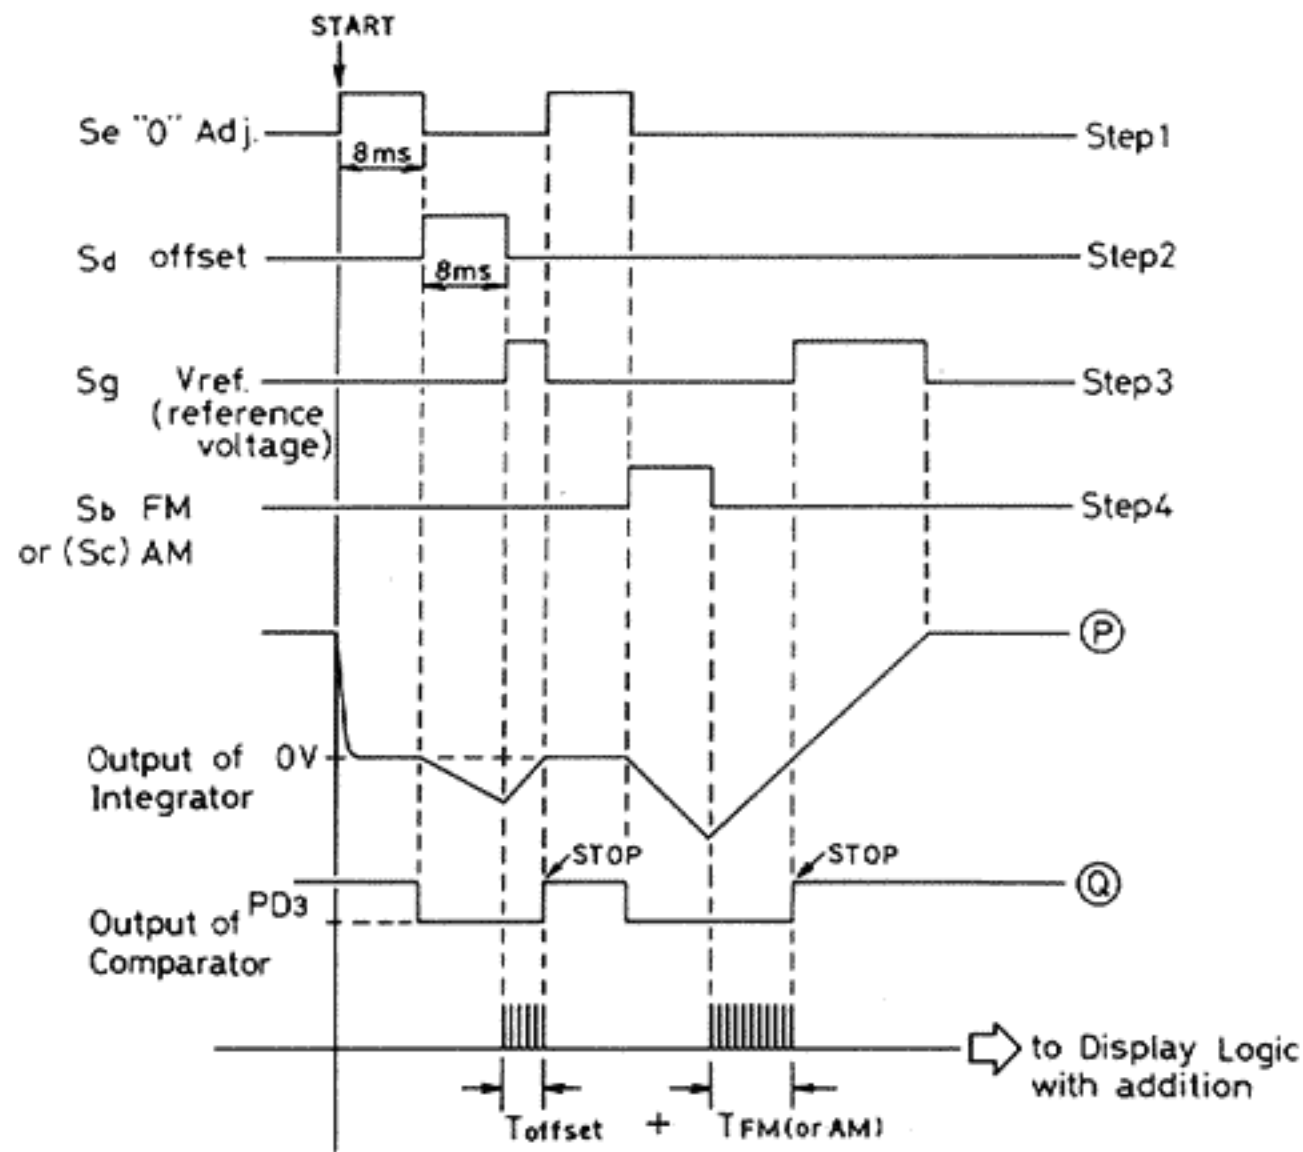 START
Se "0" Adj.
8ms
Step1
Sd offset
8ms
Step2
Sg Vref.
(reference
voltage)
Step3
Sb FM
or (Sc) AM
Step4
P
Output of 0V
Integrator
STOP
STOP
Q
Output of PD3
Comparator
to Display Logic
with addition
Toffset + TFM(or AM)